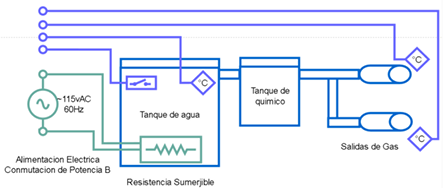 °C
~115vAC
60Hz
°C
Tanque de
quimico
Tanque de agua
°C
Salidas de Gas
Alimentacion Electrica
Conmutacion de Potencia B
Resistencia Sumerjible